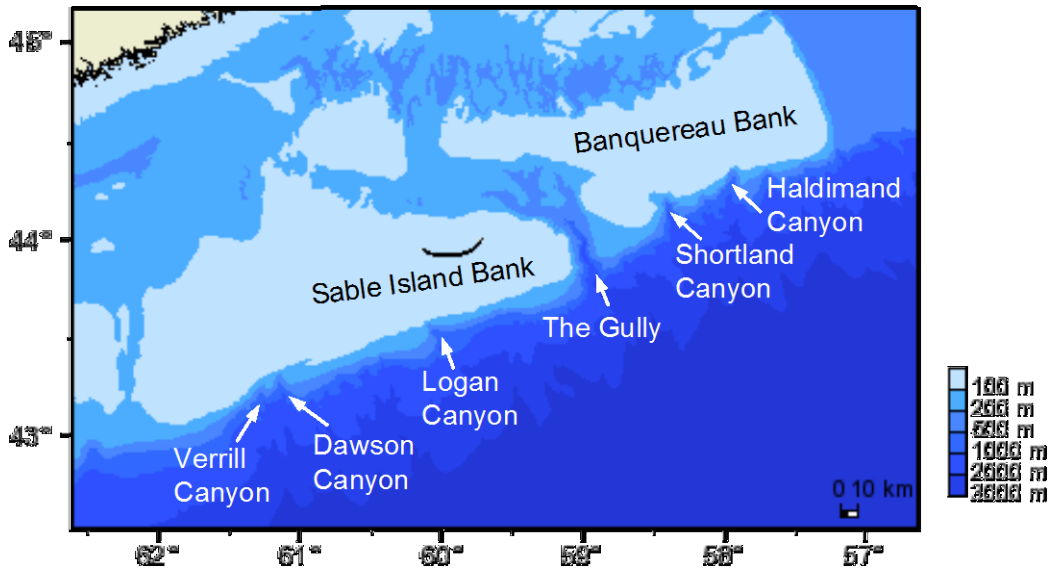 45°
Banquereau Bank
Haldimand
Canyon
44°
Shortland
Canyon
Sable Island Bank
The Gully
Logan
Canyon
43°
Dawson
Canyon
Verrill
Canyon
100 m
200 m
500 m
1000 m
2000 m
3000 m
0 10 km
62°
61°
60°
59°
58°
57°